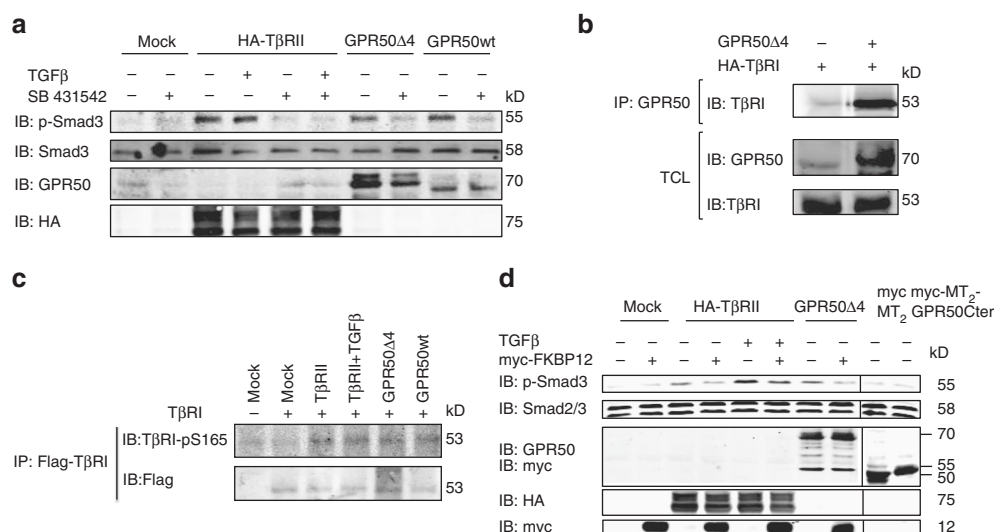 a
Mock HA-TβRII GPR50Δ4 GPR50wt
TGFβ – – – + – + – – – –
SB 431542 – + – – + + – + – + kD
IB: p-Smad3 55
IB: Smad3 58
IB: GPR50 70
IB: HA 75
b
GPR50Δ4 – +
HA-TβRI + + kD
IP: GPR50 IB: TβRI 53
TCL
IB: GPR50 70
IB:TβRI 53
c
Mock
Mock
TβRII
TβRII+TGFβ
GPR50Δ4
GPR50wt
TβRI – + + + + + kD
IP: Flag-TβRI
IB:TβRI-pS165 53
IB:Flag 53
d
Mock HA-TβRII GPR50Δ4
myc myc-MT2-
MT2 GPR50Cter
TGFβ – – – – + + – – – –
myc-FKBP12 – + – + – + – + – – kD
IB: p-Smad3 55
IB: Smad2/3 58
IB: GPR50
IB: myc
70
55
50
IB: HA 75
IB: myc 12